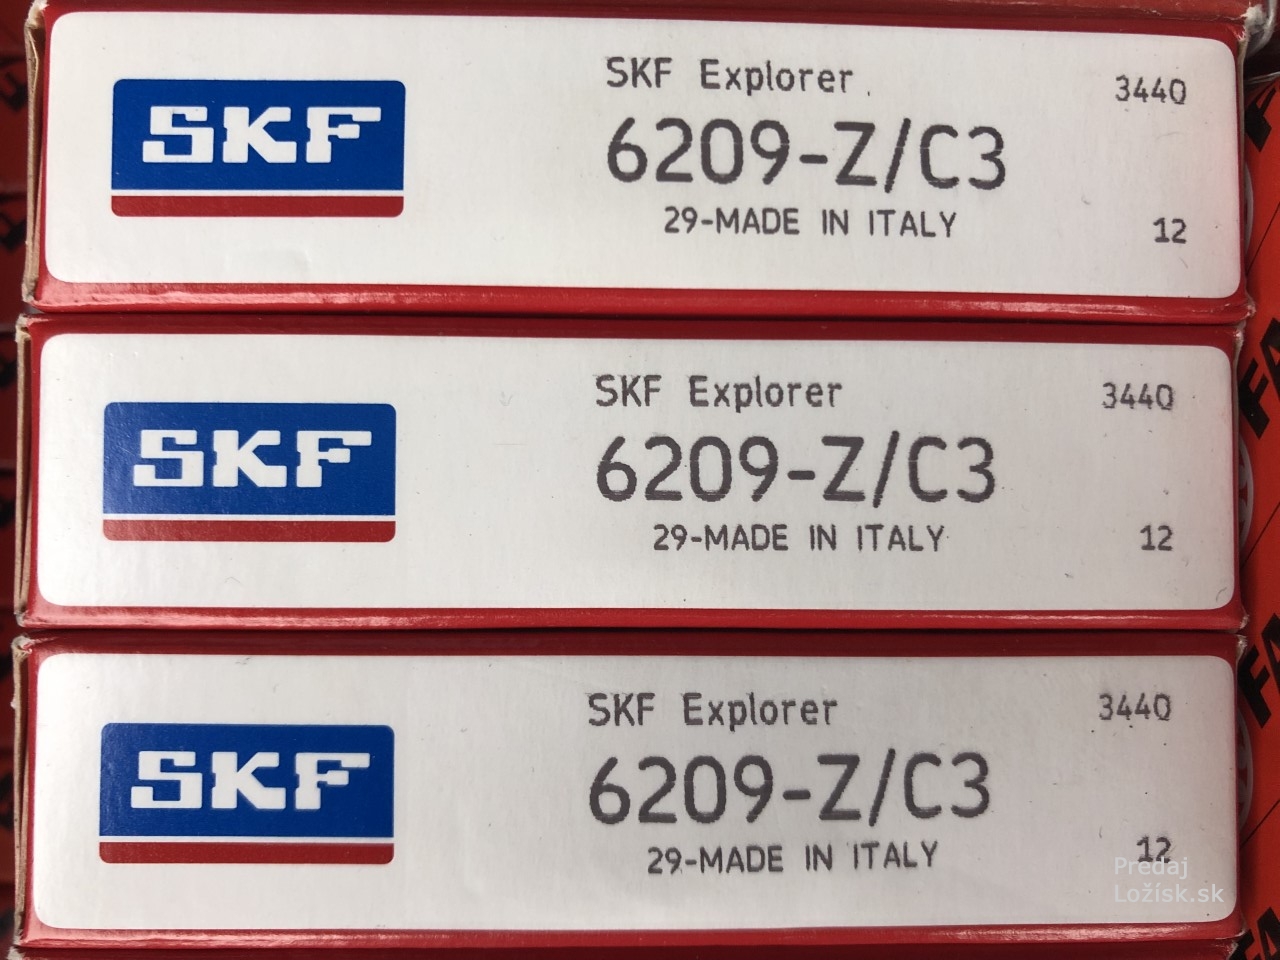 SKF
SKF Explorer
3440
6209-Z/C3
29-MADE IN ITALY
12
SKF
SKF Explorer
3440
6209-Z/C3
29-MADE IN ITALY
12
SKF
SKF Explorer
3440
6209-Z/C3
29-MADE IN ITALY
12
Predaj
Ložísk.sk